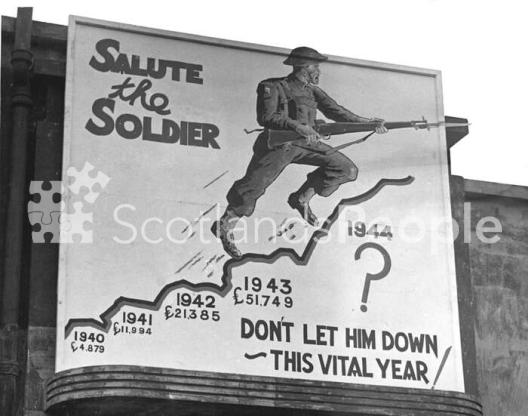 SALUTE
the
SOLDIER
1944
?
1943
£51,749
1942
£21,385
1941
£11,994
1940
£4,879
DON'T LET HIM DOWN
~ THIS VITAL YEAR!
ScotlandsPeople